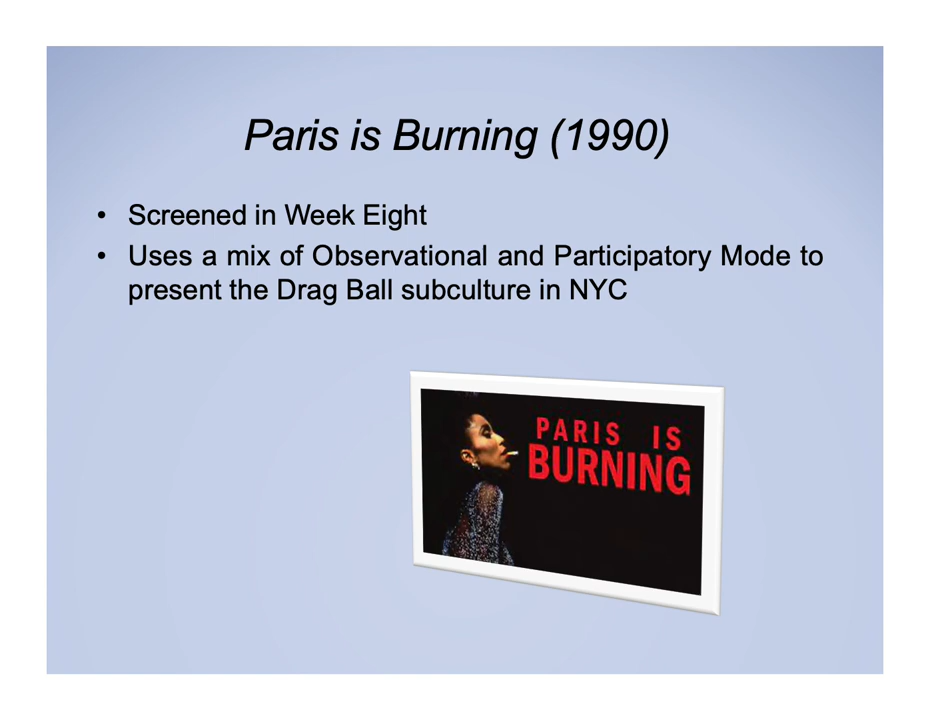 Paris is Burning (1990)
• Screened in Week Eight
• Uses a mix of Observational and Participatory Mode to
present the Drag Ball subculture in NYC
PARIS IS
BURNING